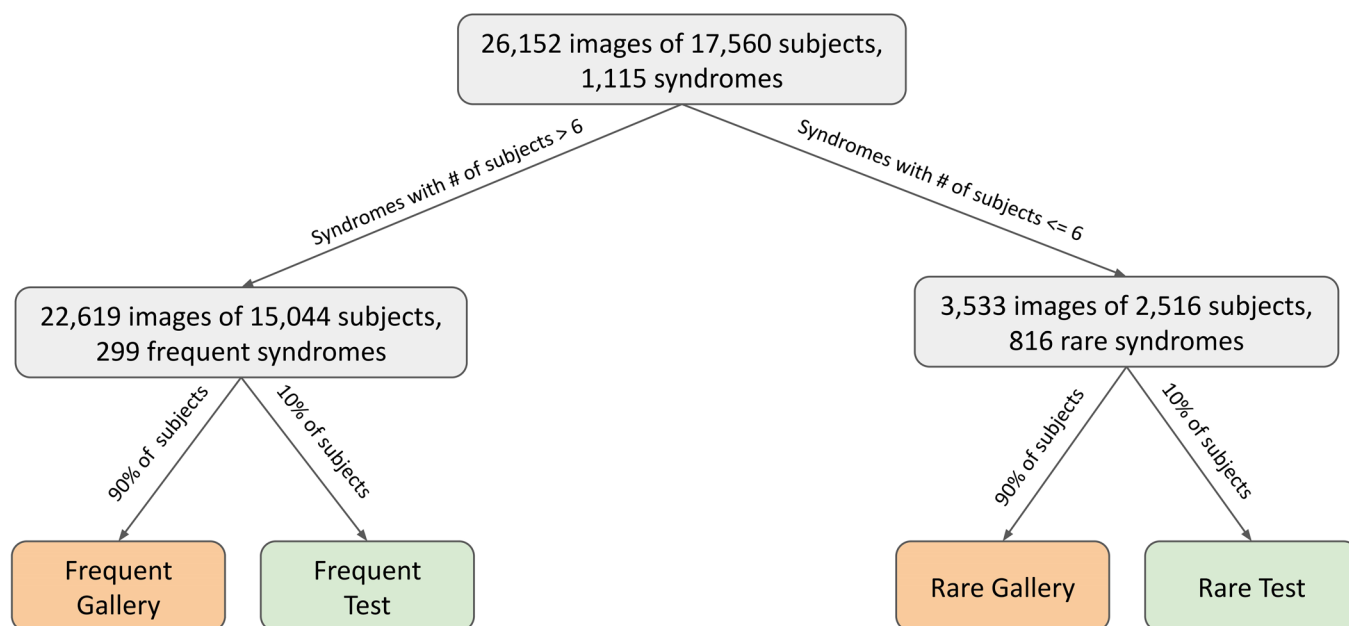 26,152 images of 17,560 subjects,
1,115 syndromes
Syndromes with # of subjects > 6
Syndromes with # of subjects <= 6
22,619 images of 15,044 subjects,
299 frequent syndromes
3,533 images of 2,516 subjects,
816 rare syndromes
90% of  subjects
10% of subjects
90% of subjects
10% of subjects
Frequent
Gallery
Frequent
Test
Rare Gallery
Rare Test